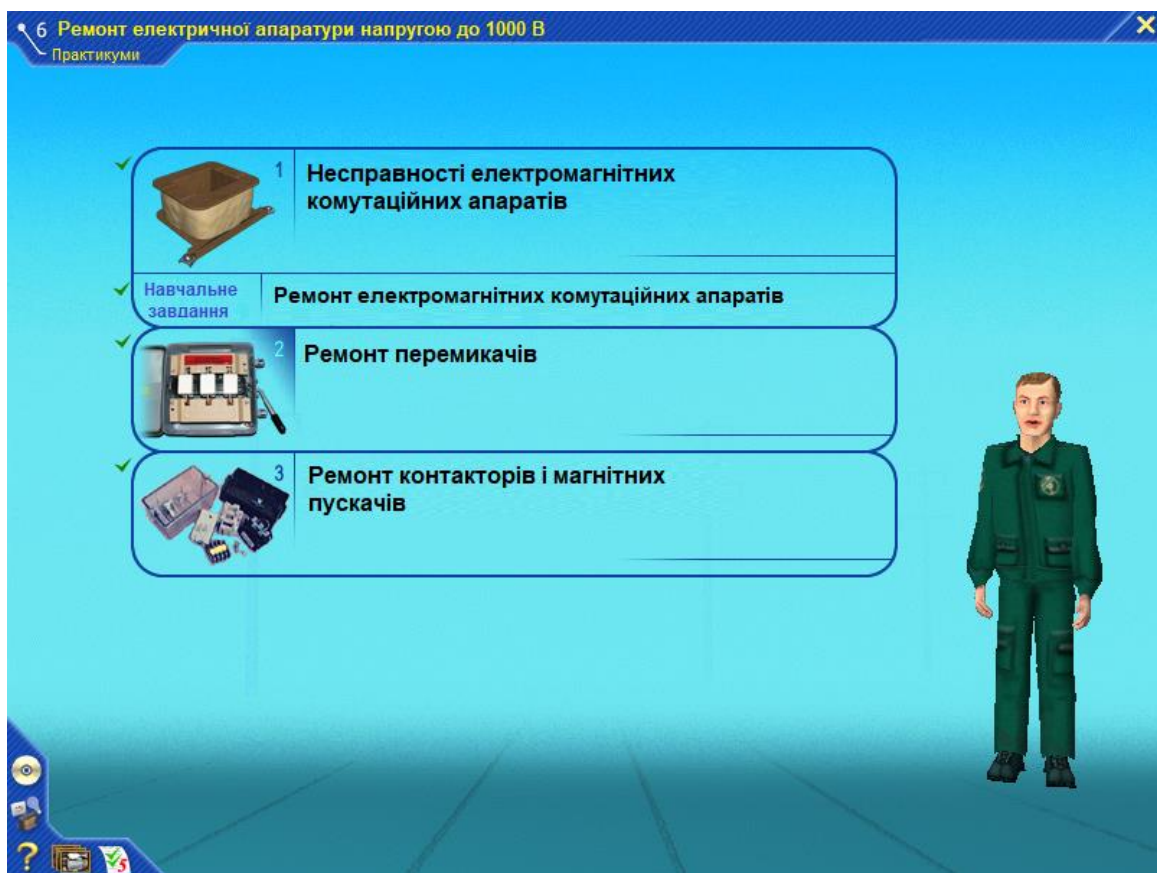 6 Ремонт електричної апаратури напругою до 1000 В
Практикуми
1
Несправності електромагнітних
комутаційних апаратів
Навчальне
завдання
Ремонт електромагнітних комутаційних апаратів
2
Ремонт перемикачів
3
Ремонт контакторів і магнітних
пускачів
?
5